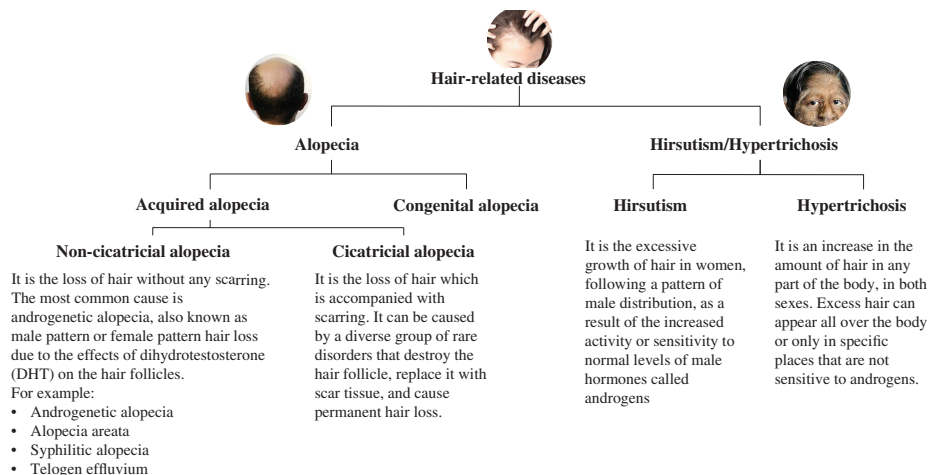 Hair-related diseases
Alopecia
Hirsutism/Hypertrichosis
Acquired alopecia
Congenital alopecia
Hirsutism
Hypertrichosis
Non-cicatricial alopecia
It is the loss of hair without any scarring.
The most common cause is
androgenetic alopecia, also known as
male pattern or female pattern hair loss
due to the effects of dihydrotestosterone
(DHT) on the hair follicles.
For example:
• Androgenetic alopecia
• Alopecia areata
• Syphilitic alopecia
• Telogen effluvium
Cicatricial alopecia
It is the loss of hair which
is accompanied with
scarring. It can be caused
by a diverse group of rare
disorders that destroy the
hair follicle, replace it with
scar tissue, and cause
permanent hair loss.
It is the excessive
growth of hair in women,
following a pattern of
male distribution, as a
result of the increased
activity or sensitivity to
normal levels of male
hormones called
androgens
It is an increase in the
amount of hair in any
part of the body, in both
sexes. Excess hair can
appear all over the body
or only in specific
places that are not
sensitive to androgens.